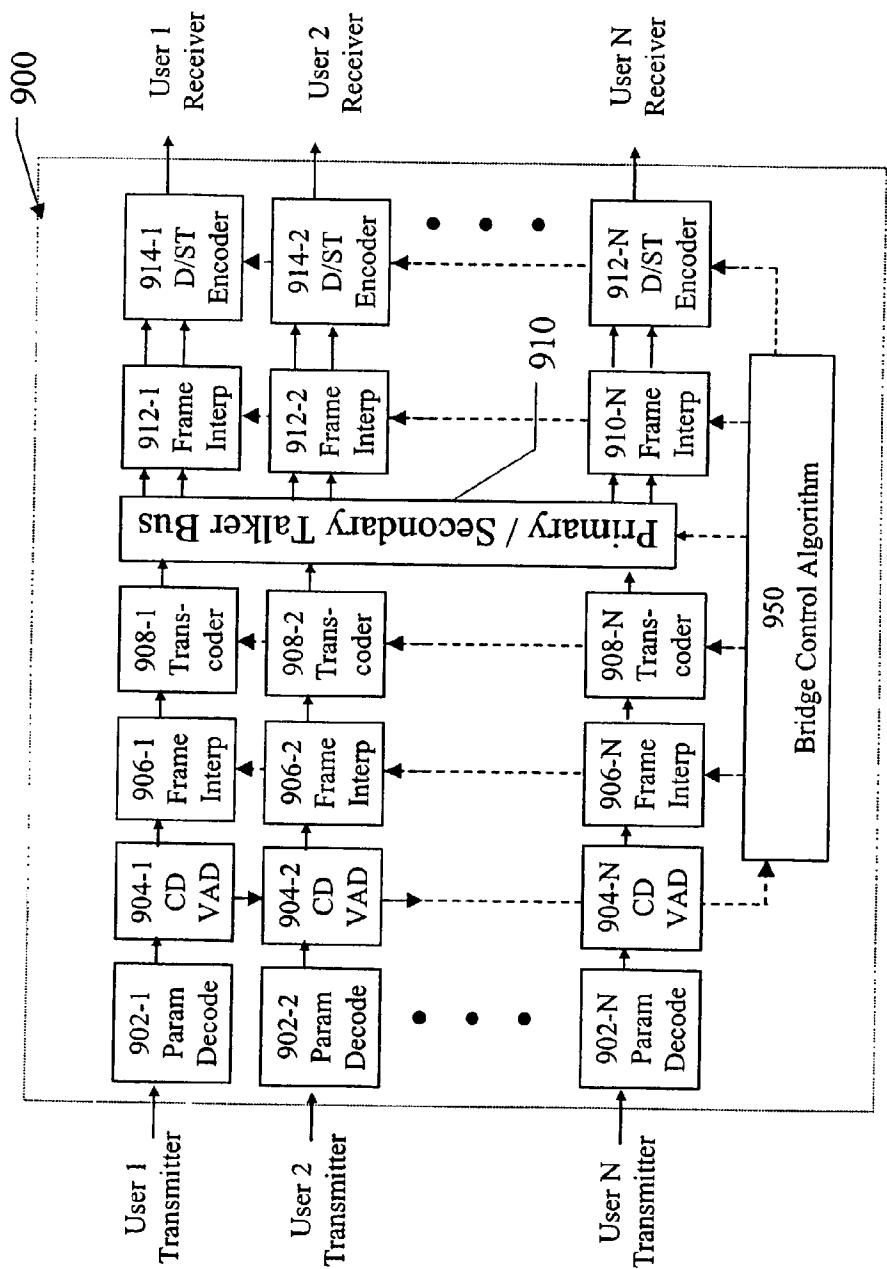 900
User 1
Transmitter
902-1
Param
Decode
904-1
CD
VAD
906-1
Frame
Interp
908-1
Trans-
coder
Primary / Secondary Talker Bus
912-1
Frame
Interp
914-1
D/ST
Encoder
User 1
Receiver
User 2
Transmitter
902-2
Param
Decode
904-2
CD
VAD
906-2
Frame
Interp
908-2
Trans-
coder
912-2
Frame
Interp
914-2
D/ST
Encoder
User 2
Receiver
910
User N
Transmitter
902-N
Param
Decode
904-N
CD
VAD
906-N
Frame
Interp
908-N
Trans-
coder
910-N
Frame
Interp
912-N
D/ST
Encoder
User N
Receiver
950
Bridge Control Algorithm